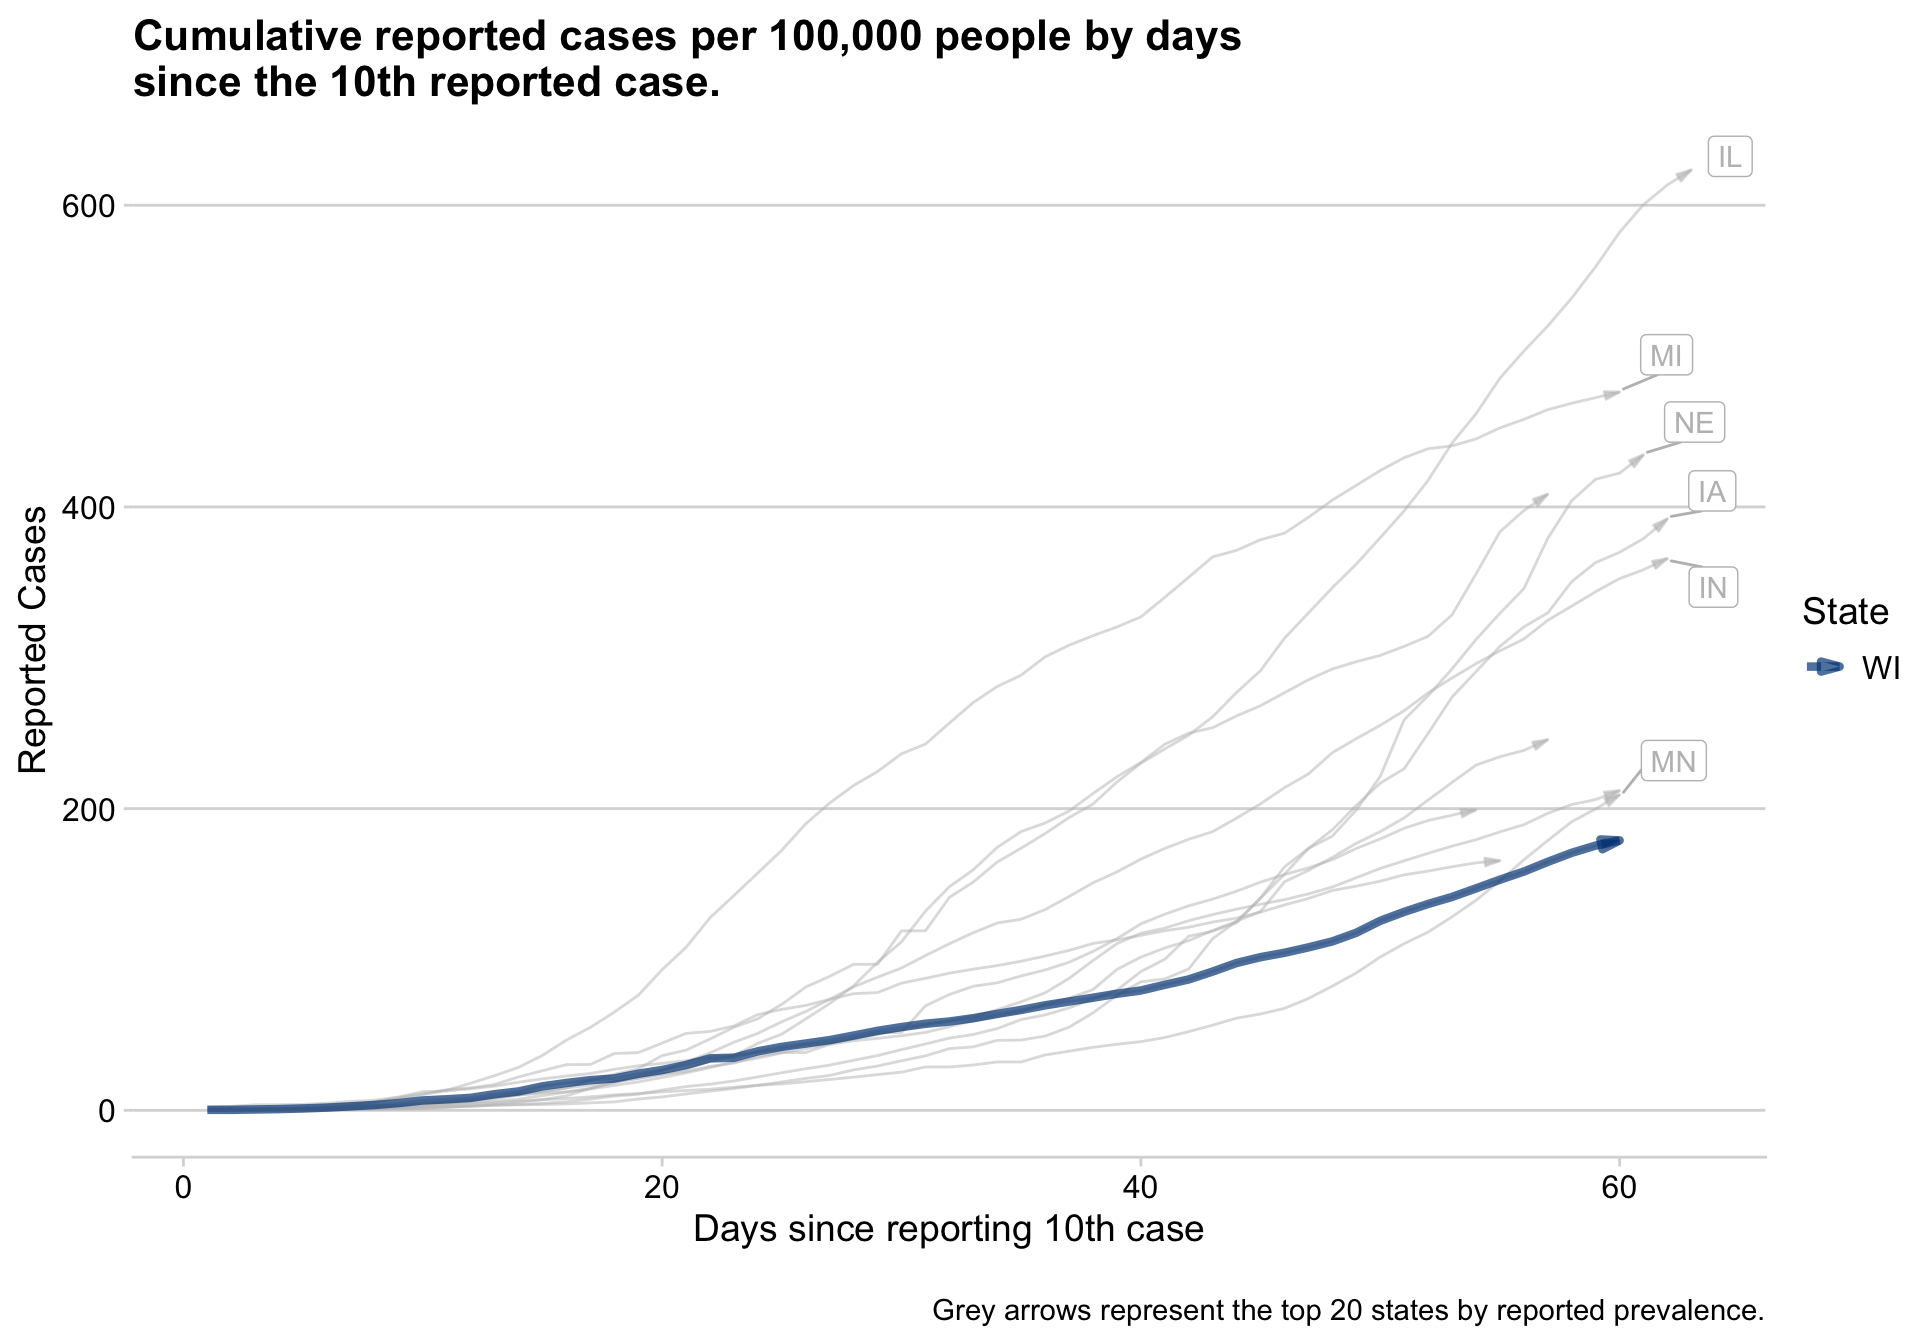 Cumulative reported cases per 100,000 people by days
since the 10th reported case.
IL
600
MI
NE
IA
400
IN
Reported Cases
State
WI
MN
200
0
0 20 40 60
Days since reporting 10th case
Grey arrows represent the top 20 states by reported prevalence.